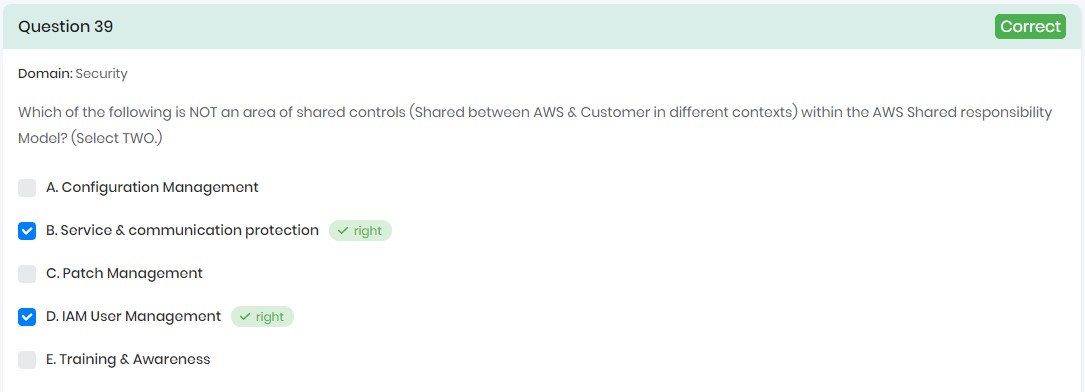 Question 39
Correct
Domain: Security
Which of the following is NOT an area of shared controls (Shared between AWS & Customer in different contexts) within the AWS Shared responsibility
Model? (Select TWO.)
A. Configuration Management
B. Service & communication protection right
C. Patch Management
D. IAM User Management right
E. Training & Awareness